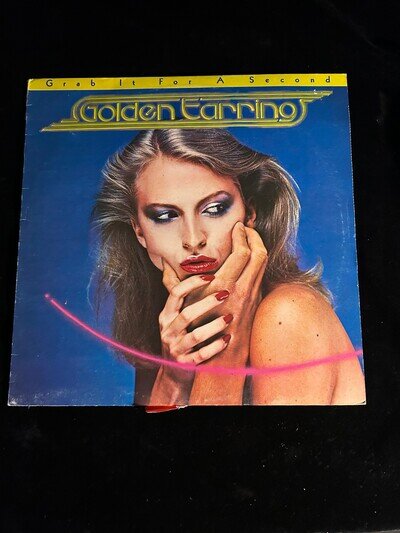 Grab It For A Second
Golden Earring